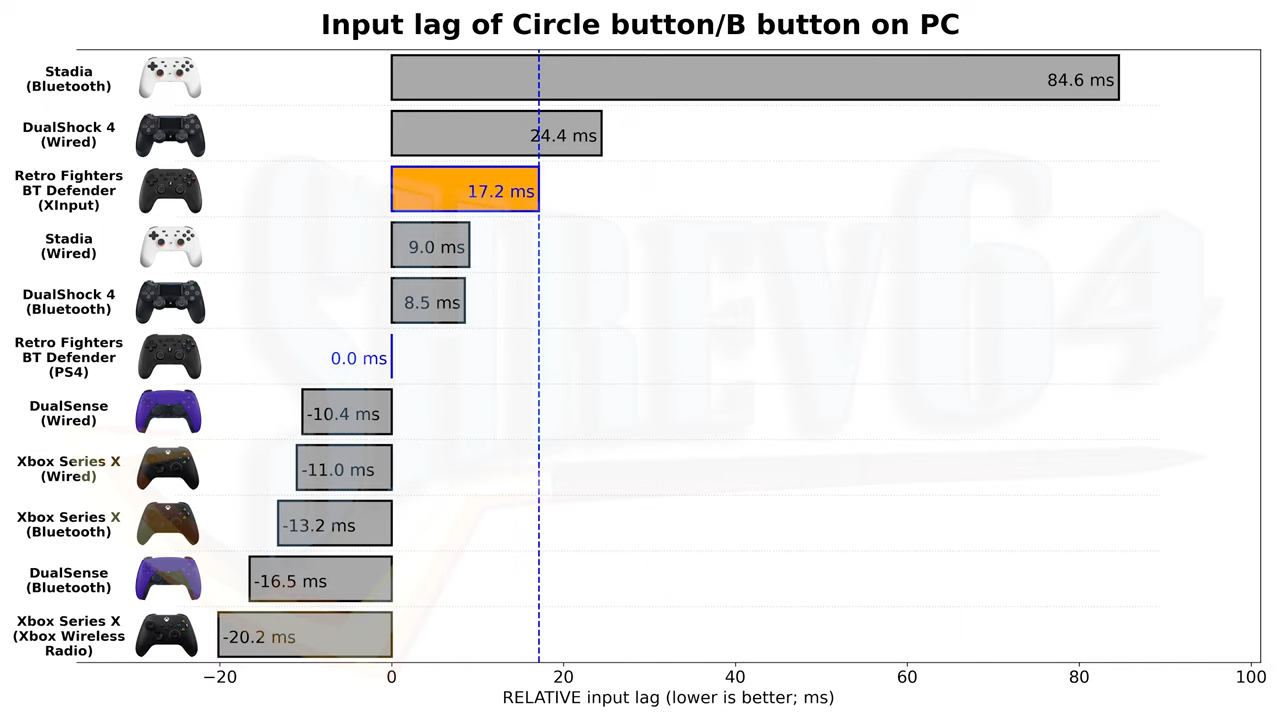 Input lag of Circle button/B button on PC
Stadia
(Bluetooth)
84.6 ms
DualShock 4
(Wired)
24.4 ms
Retro Fighters
BT Defender
(XInput)
17.2 ms
Stadia
(Wired)
9.0 ms
DualShock 4
(Bluetooth)
8.5 ms
Retro Fighters
BT Defender
(PS4)
0.0 ms
DualSense
(Wired)
-10.4 ms
Xbox Series X
(Wired)
-11.0 ms
Xbox Series X
(Bluetooth)
-13.2 ms
DualSense
(Bluetooth)
-16.5 ms
Xbox Series X
(Xbox Wireless
Radio)
-20.2 ms
−20 0 20 40 60 80 100
RELATIVE input lag (lower is better; ms)